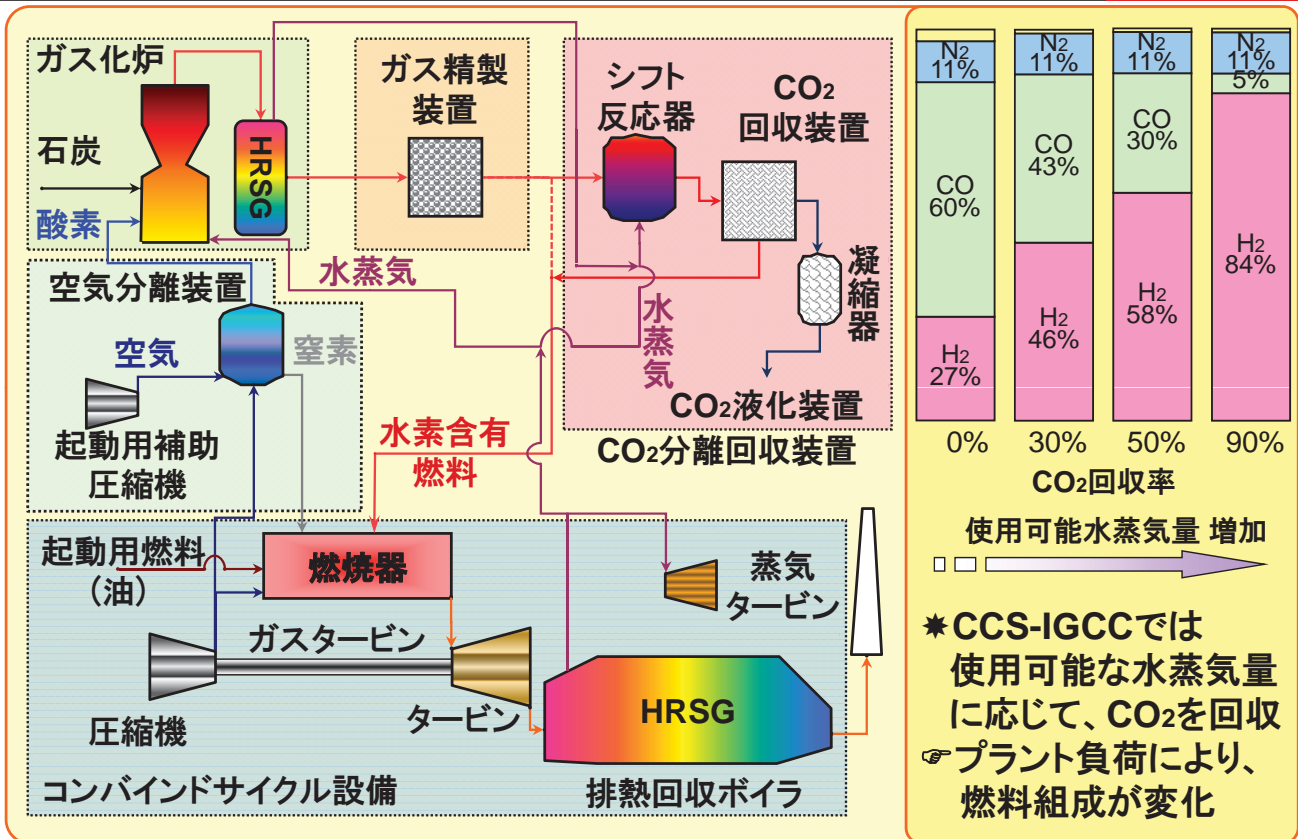 ガス化炉
石炭
酸素
HRSG
ガス精製
装置
シフト
反応器
CO2
回収装置
凝
縮
器
水蒸気
水
蒸
気
CO2液化装置
CO2分離回収装置
空気分離装置
空気
窒素
起動用補助
圧縮機
水素含有
燃料
起動用燃料
(油)
燃焼器
ガスタービン
圧縮機
タービン
蒸気
タービン
HRSG
コンバインドサイクル設備
排熱回収ボイラ
N2
11%
CO
60%
H2
27%
N2
11%
CO
43%
H2
46%
N2
11%
CO
30%
H2
58%
N2
11%
5%
H2
84%
0%
30%
50%
90%
CO2回収率
使用可能水蒸気量 増加
✷CCS-IGCCでは
使用可能な水蒸気量
に応じて、CO2を回収
☞プラント負荷により、
燃料組成が変化